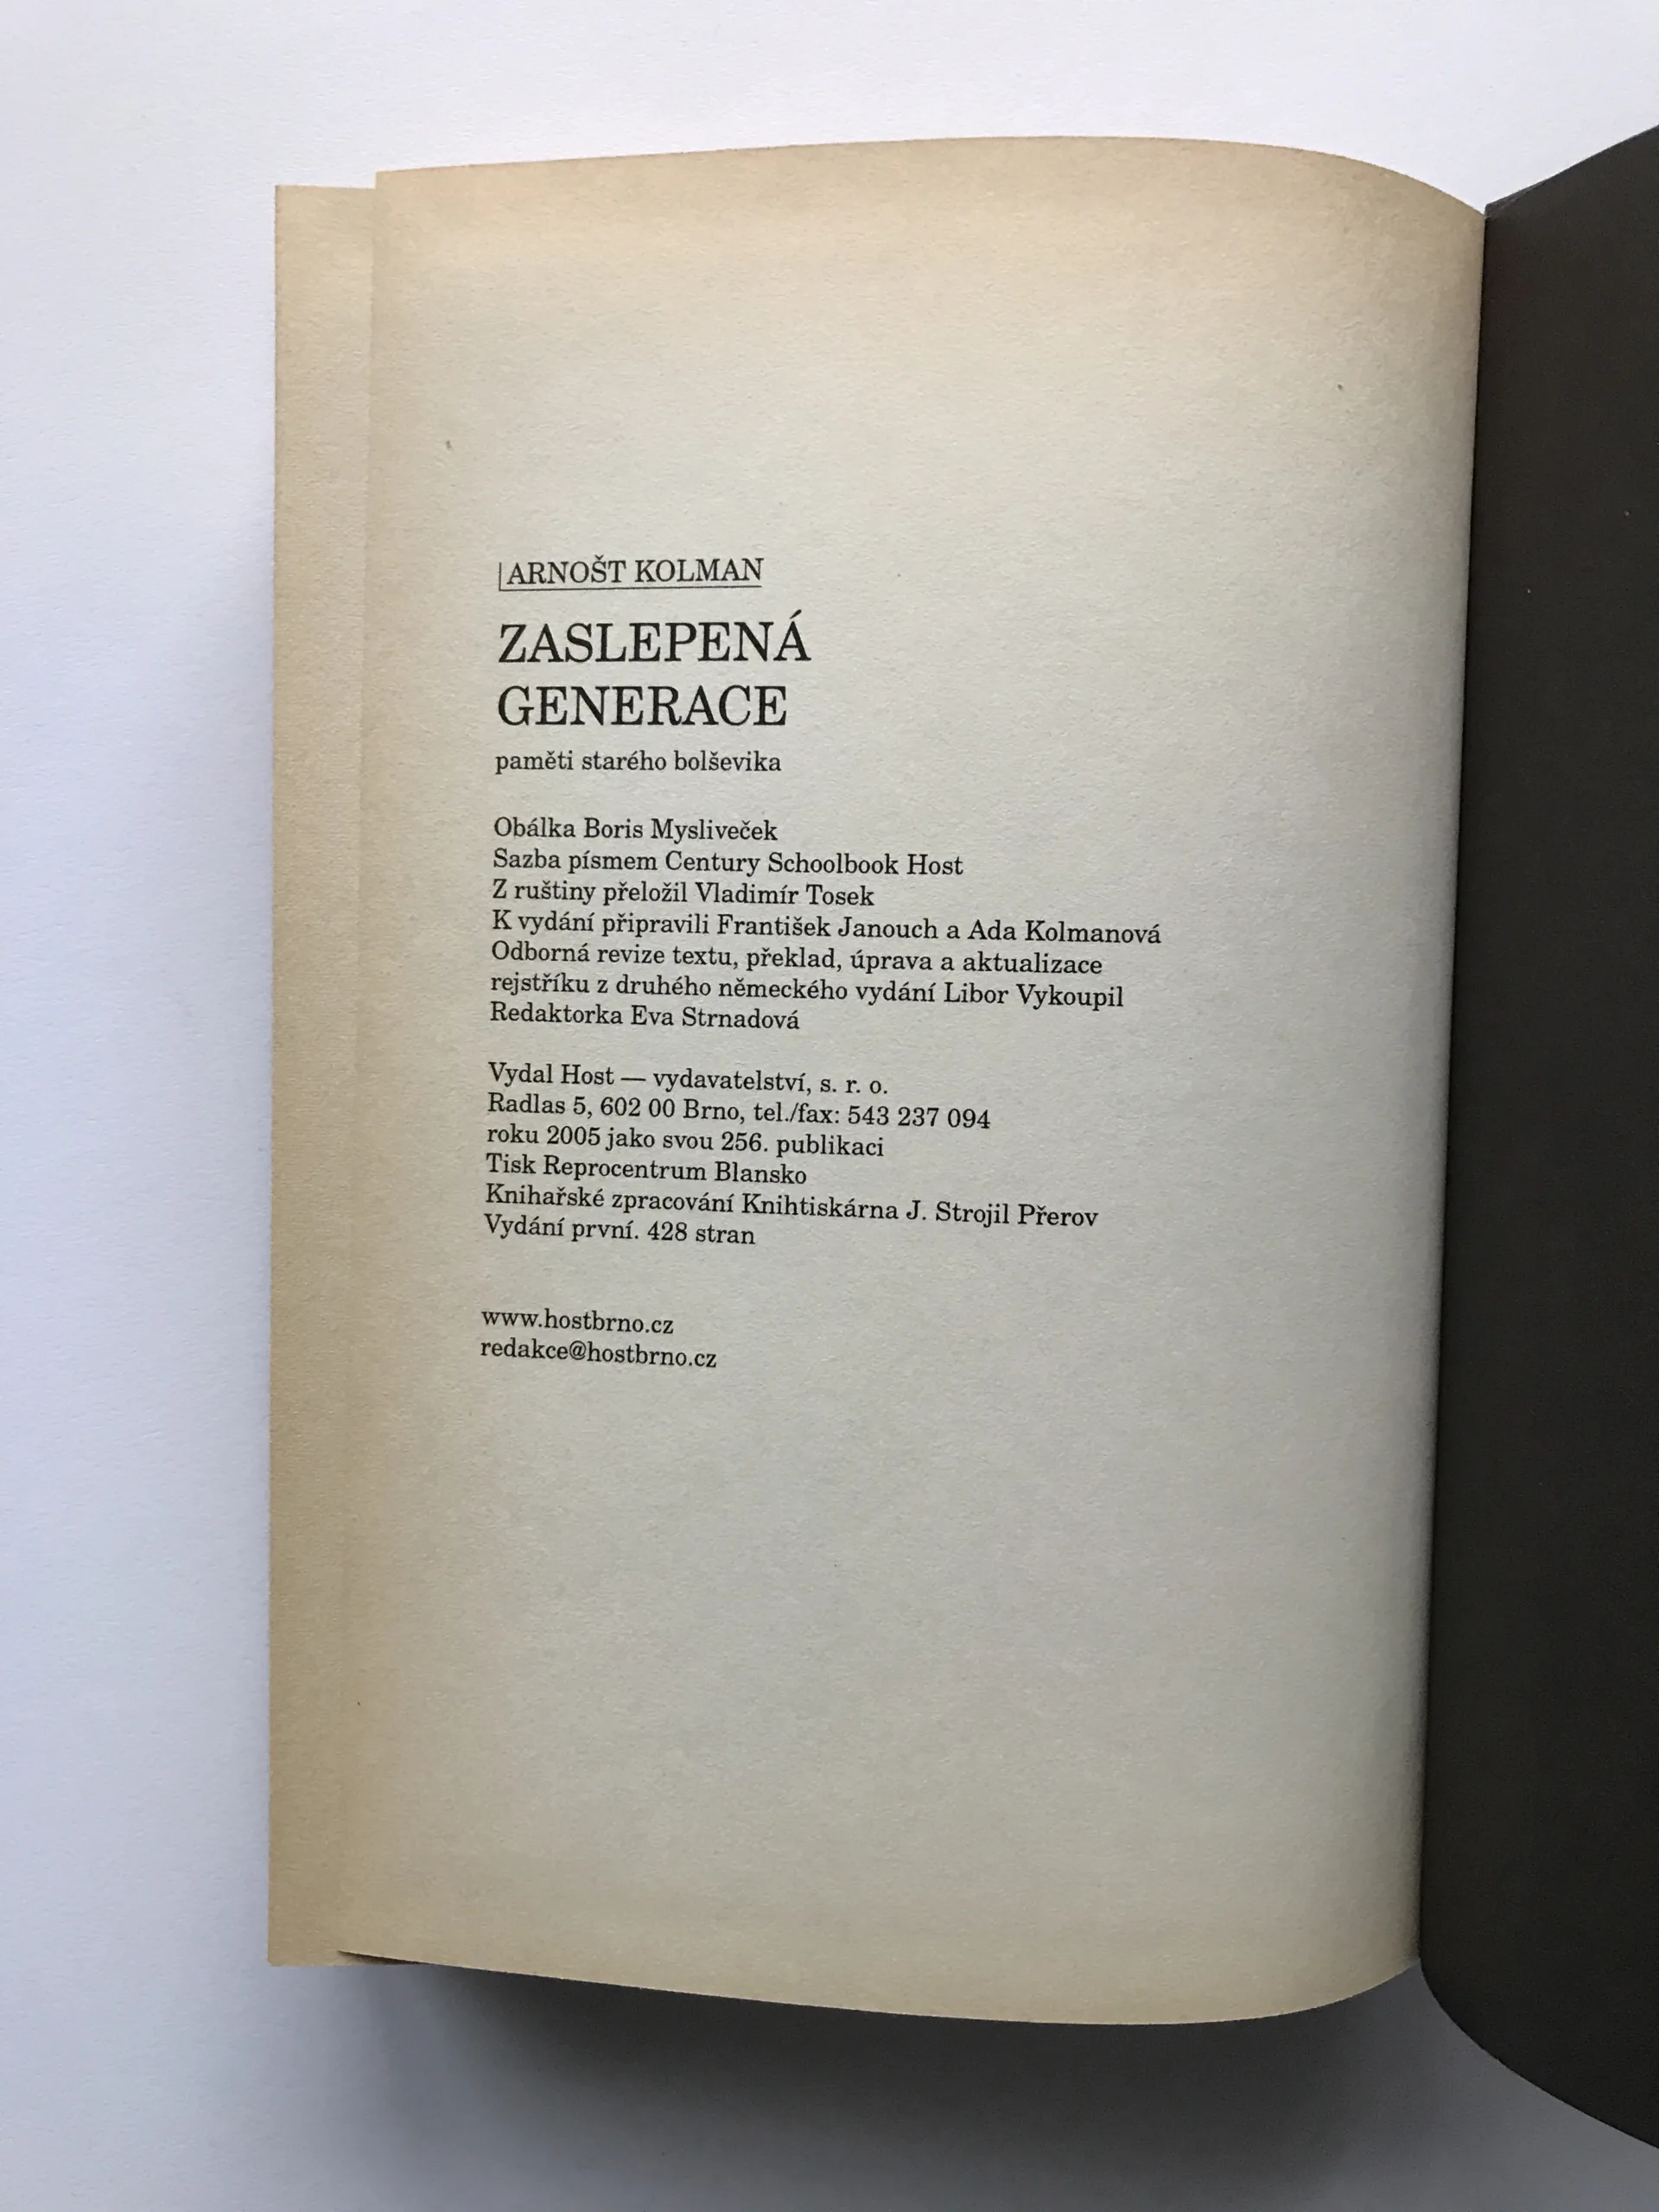 ARNOŠT KOLMAN
ZASLEPENÁ
GENERACE
paměti starého bolševika
Obálka Boris Mysliveček
Sazba písmem Century Schoolbook Host
Z ruštiny přeložil Vladimír Tosek
K vydání připravili František Janouch a Ada Kolmanová
Odborná revize textu, překlad, úprava a aktualizace
rejstříku z druhého německého vydání Libor Vykoupil
Redaktorka Eva Strnadová
Vydal Host — vydavatelství, s. r. o.
Radlas 5, 602 00 Brno, tel./fax: 543 237 094
roku 2005 jako svou 256. publikaci
Tisk Reprocentrum Blansko
Knihařské zpracování Knihtiskárna J. Strojil Přerov
Vydání první. 428 stran
www.hostbrno.cz
redakce@hostbrno.cz